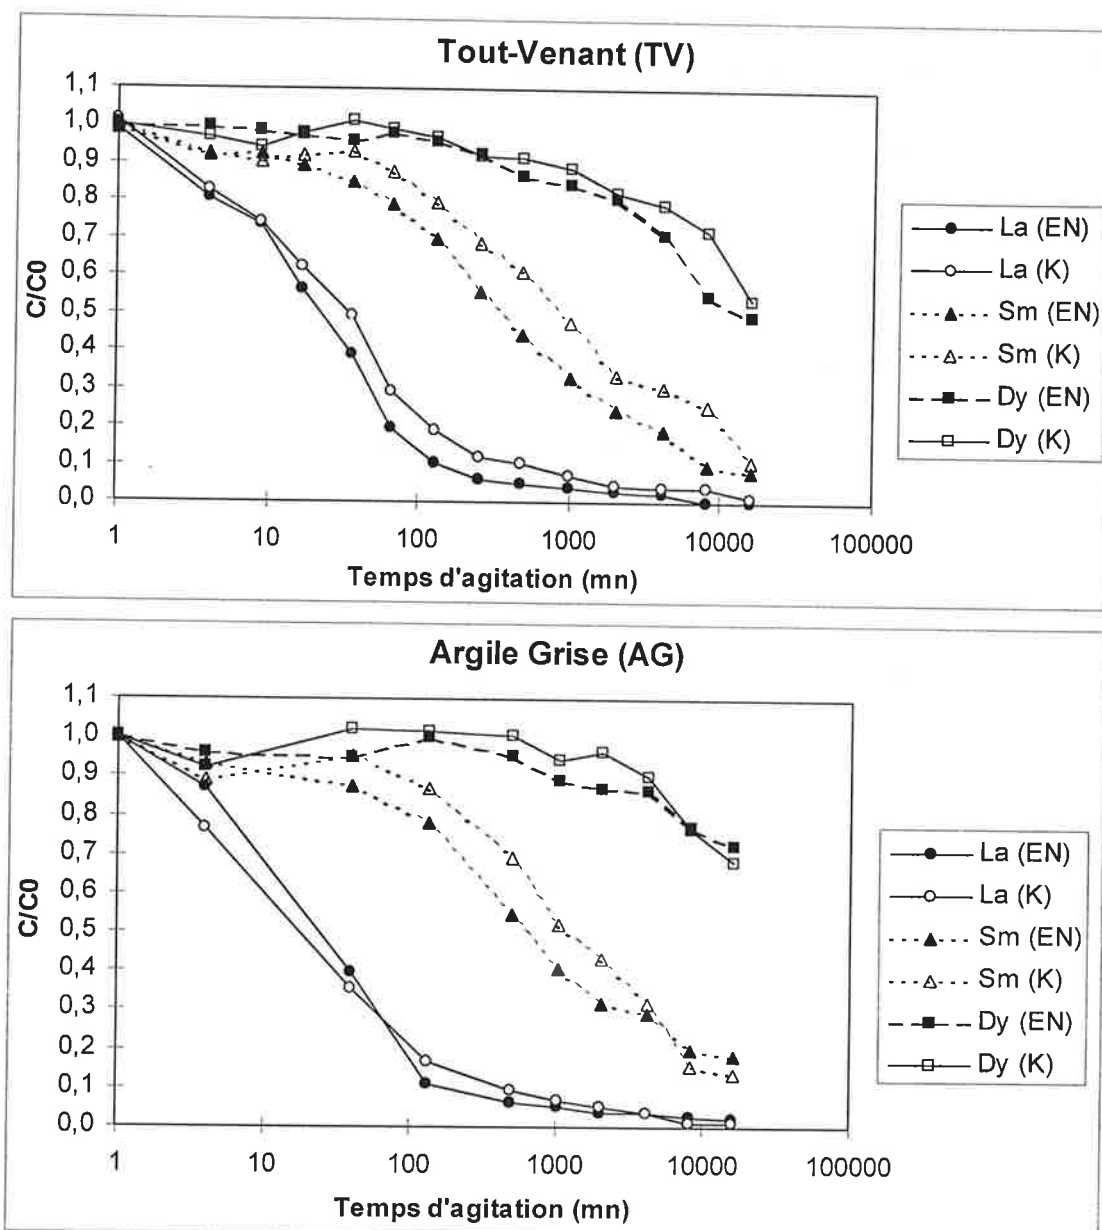 Tout-Venant (TV)
1,1
1,0
0,9
0,8
0,7
0,6
0,5
0,4
0,3
0,2
0,1
0,0
C/C0
1 10 100 1000 10000 100000
Temps d'agitation (mn)
La (EN)
La (K)
Sm (EN)
Sm (K)
Dy (EN)
Dy (K)
Argile Grise (AG)
1,1
1,0
0,9
0,8
0,7
0,6
0,5
0,4
0,3
0,2
0,1
0,0
C/C0
1 10 100 1000 10000 100000
Temps d'agitation (mn)
La (EN)
La (K)
Sm (EN)
Sm (K)
Dy (EN)
Dy (K)